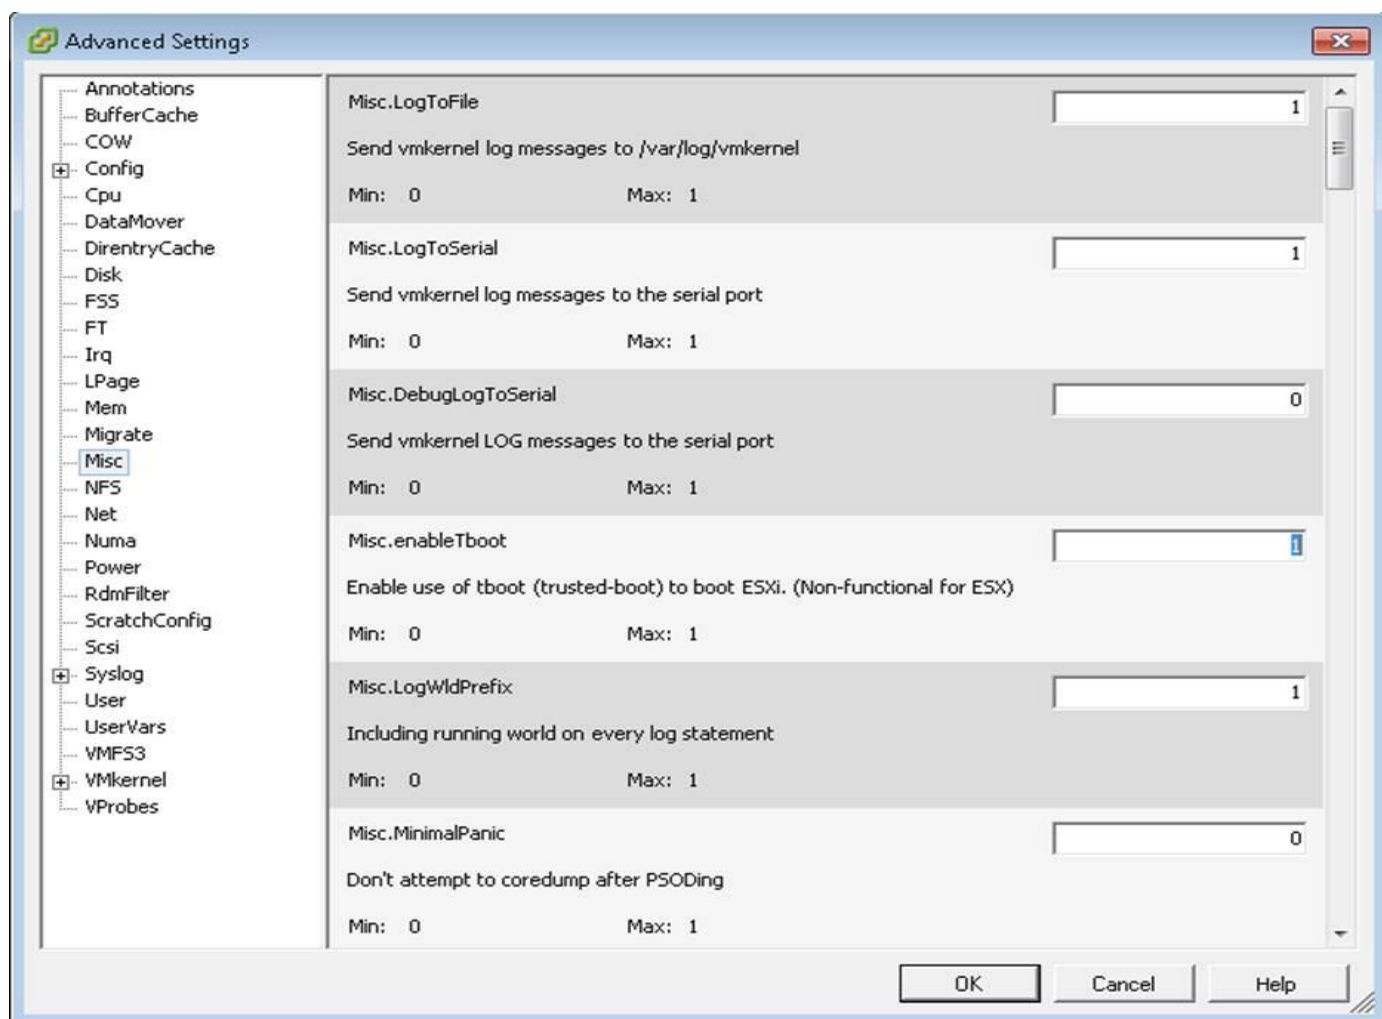 Advanced Settings
Annotations
BufferCache
COW
Config
Cpu
DataMover
DirentryCache
Disk
FSS
FT
Irq
LPage
Mem
Migrate
Misc
NFS
Net
Numa
Power
RdmFilter
ScratchConfig
Scsi
Syslog
User
UserVars
VMFS3
VMkernel
VProbes
Misc.LogToFile 1
Send vmkernel log messages to /var/log/vmkernel
Min: 0 Max: 1
Misc.LogToSerial 1
Send vmkernel log messages to the serial port
Min: 0 Max: 1
Misc.DebugLogToSerial 0
Send vmkernel LOG messages to the serial port
Min: 0 Max: 1
Misc.enableTboot 1
Enable use of tboot (trusted-boot) to boot ESXi. (Non-functional for ESX)
Min: 0 Max: 1
Misc.LogWldPrefix 1
Including running world on every log statement
Min: 0 Max: 1
Misc.MinimalPanic 0
Don't attempt to coredump after PSODing
Min: 0 Max: 1
OK Cancel Help